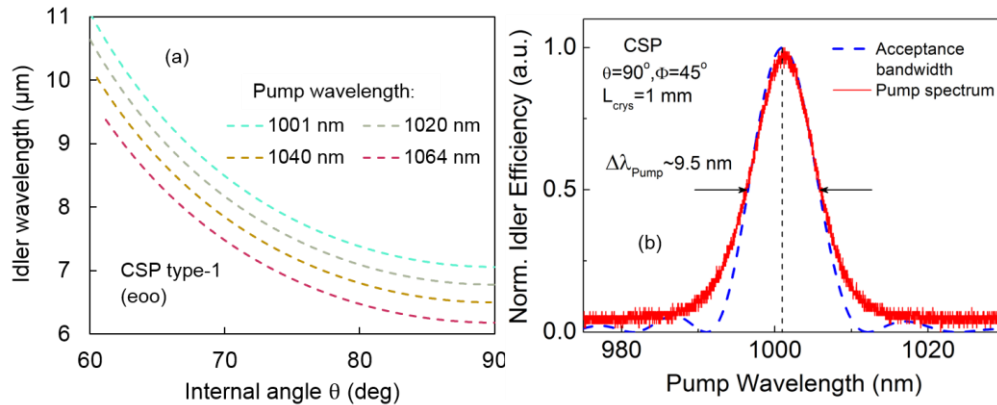 11
10
9
8
7
6
Idler wavelength (μm)
(a)
Pump wavelength:
1001 nm
1020 nm
1040 nm
1064 nm
CSP type-1
(eoo)
60
70
80
90
Internal angle θ (deg)
1.0
0.5
0.0
Norm. Idler Efficiency (a.u.)
CSP
θ=90°,Φ=45°
Lcrys=1 mm
Acceptance
bandwidth
Pump spectrum
ΔλPump~9.5 nm
(b)
980
1000
1020
Pump Wavelength (nm)